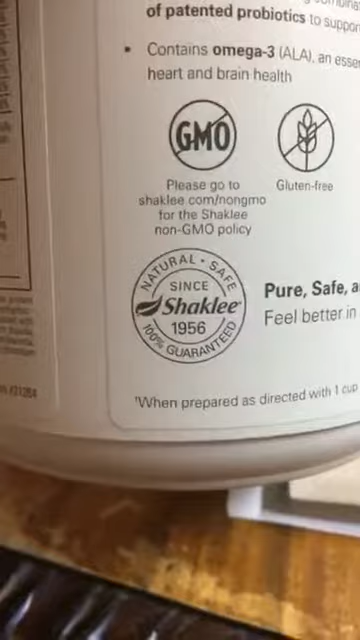 of patented probiotics to suppor
• Contains omega-3 (ALA), an esse
heart and brain health
GMO
Please go to
shaklee.com/nongmo
for the Shaklee
non-GMO policy
Gluten-free
NATURAL • SAFE
SINCE
Shaklee
1956
100% GUARANTEED
Pure, Safe, a
Feel better in
†When prepared as directed with 1 cup